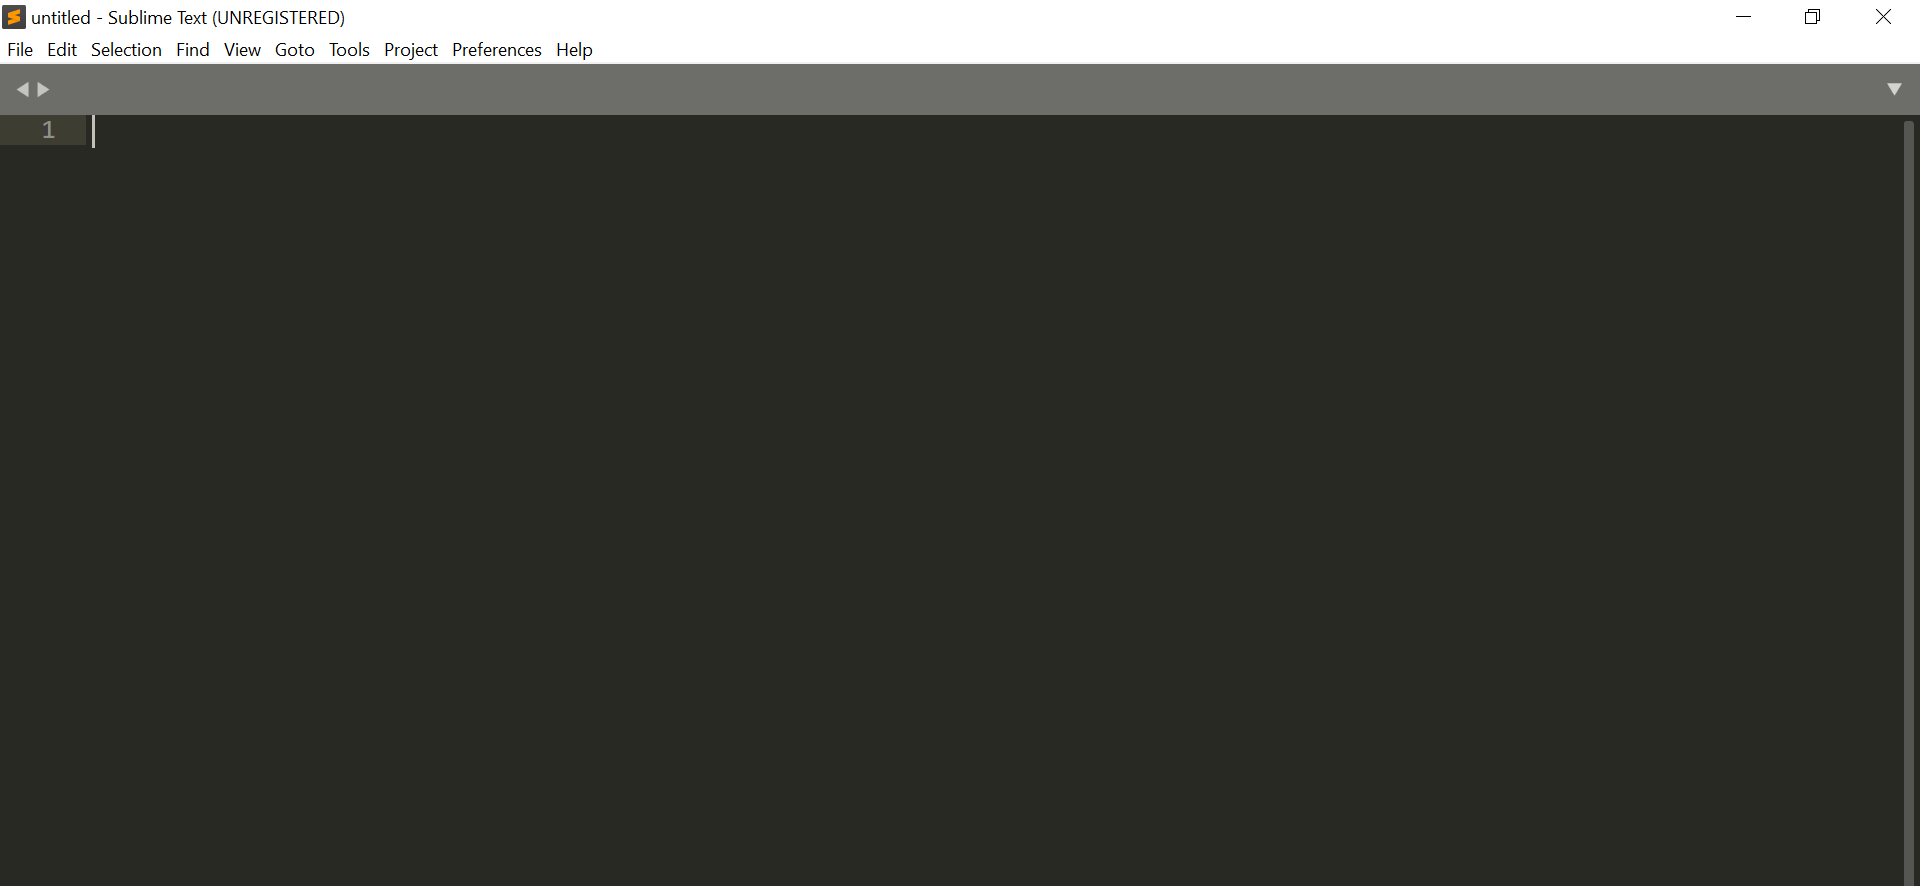 untitled - Sublime Text (UNREGISTERED)
File Edit Selection Find View Goto Tools Project Preferences Help
1